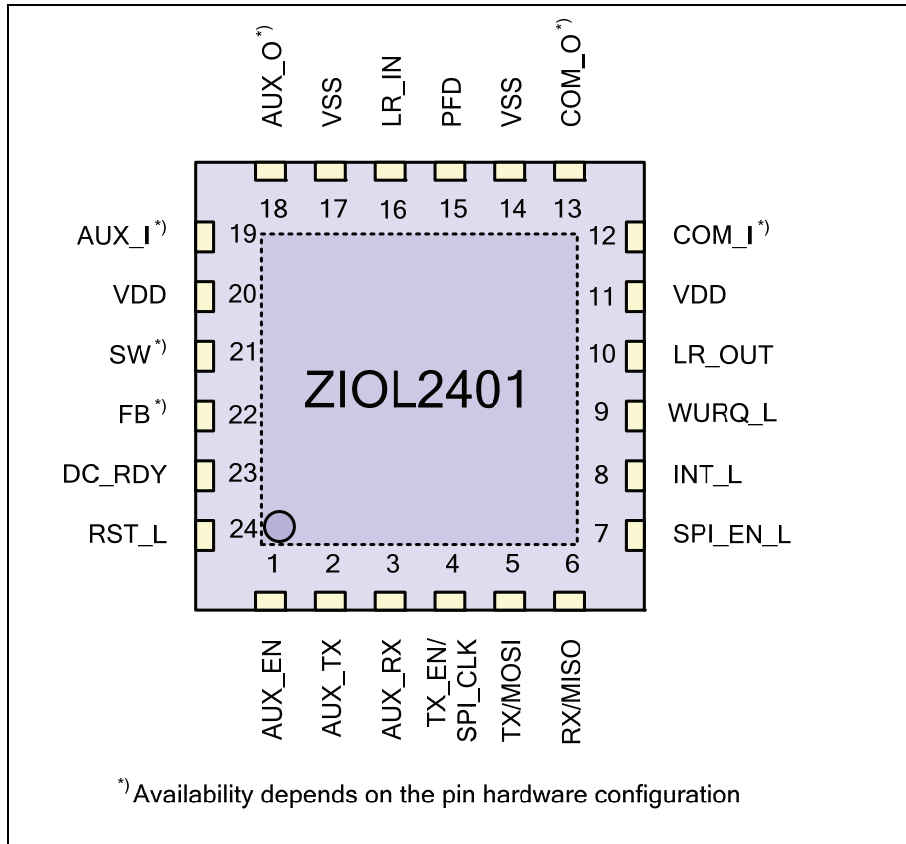 AUX_O*)
VSS
LR_IN
PFD
VSS
COM_O*)
18 17 16 15 14 13
AUX_I*) 19 12 COM_I*)
VDD 20 11 VDD
SW*) 21 10 LR_OUT
ZIOL2401
FB*) 22 9 WURQ_L
DC_RDY 23 8 INT_L
RST_L 24 7 SPI_EN_L
1 2 3 4 5 6
AUX_EN
AUX_TX
AUX_RX
TX_EN/
SPI_CLK
TX/MOSI
RX/MISO
*) Availability depends on the pin hardware configuration